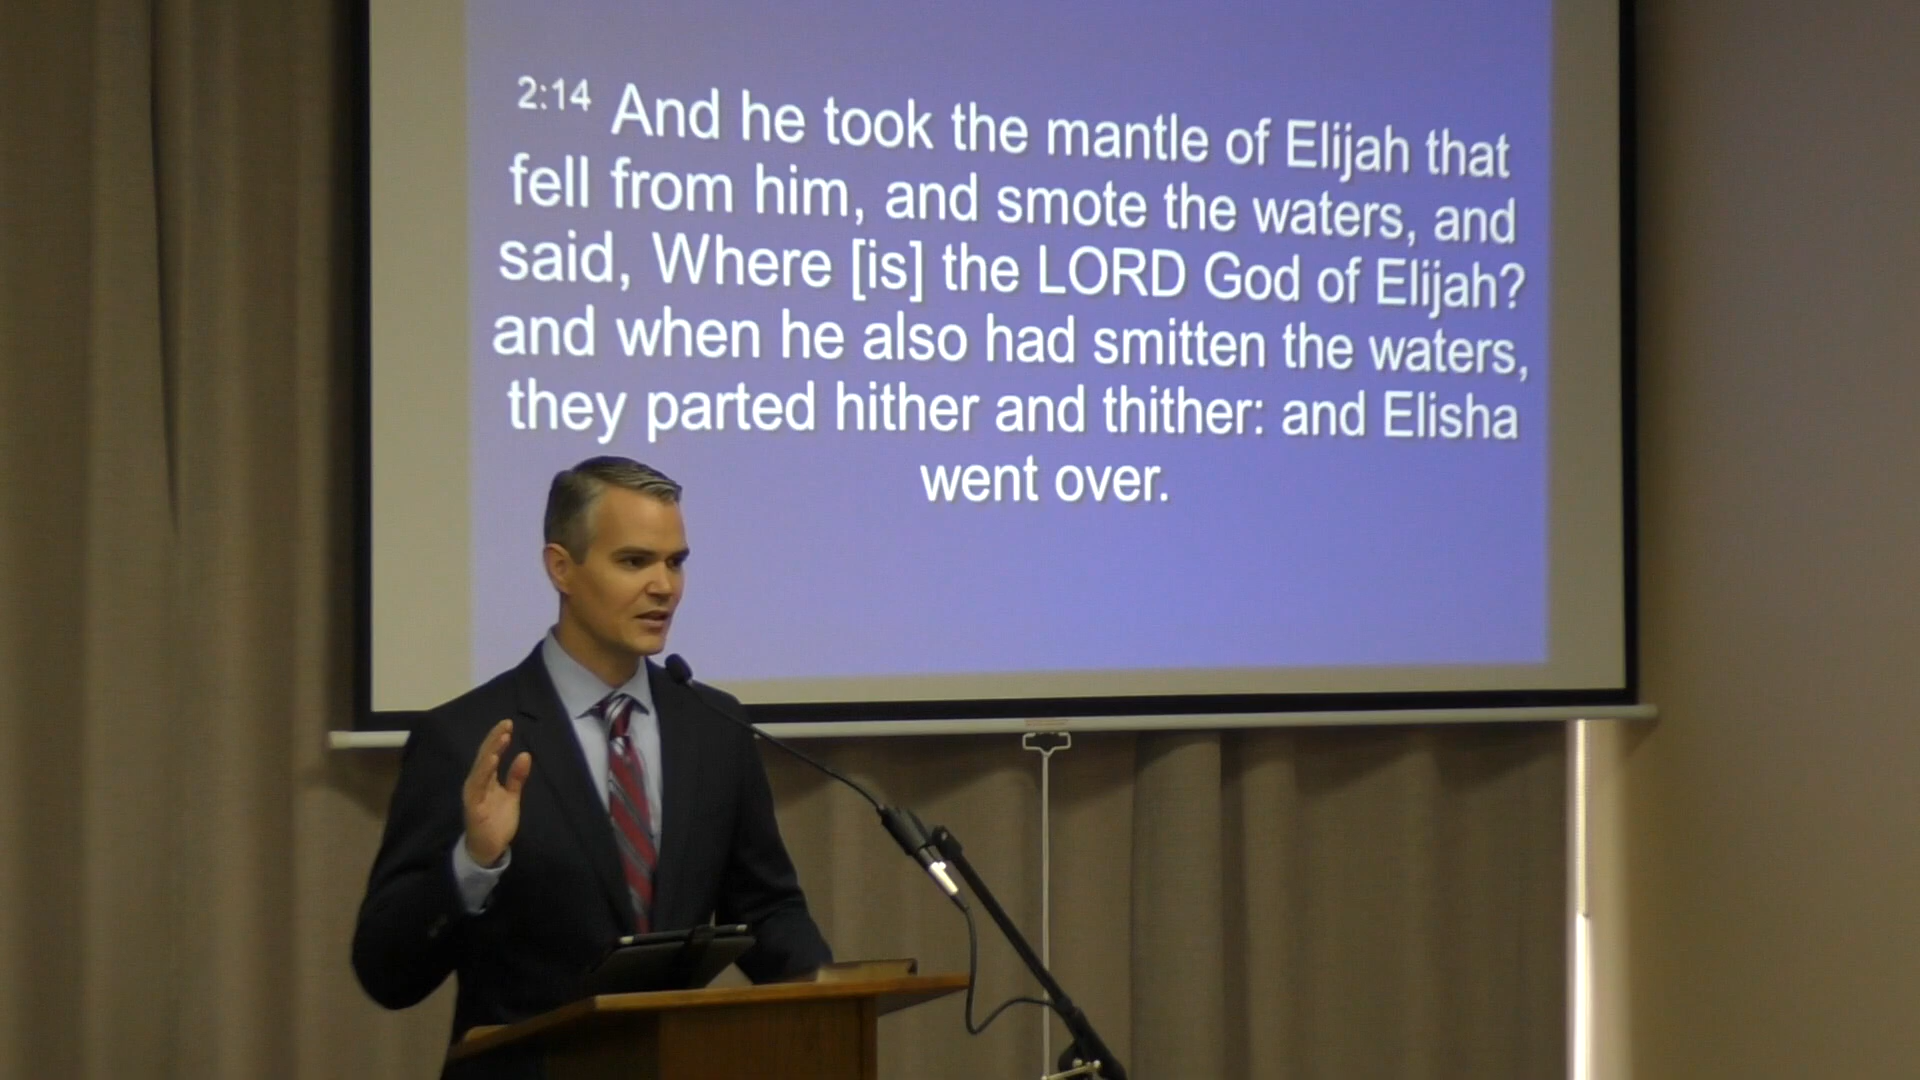 2:14 And he took the mantle of Elijah that
fell from him, and smote the waters, and
said, Where [is] the LORD God of Elijah?
and when he also had smitten the waters,
they parted hither and thither: and Elisha
went over.